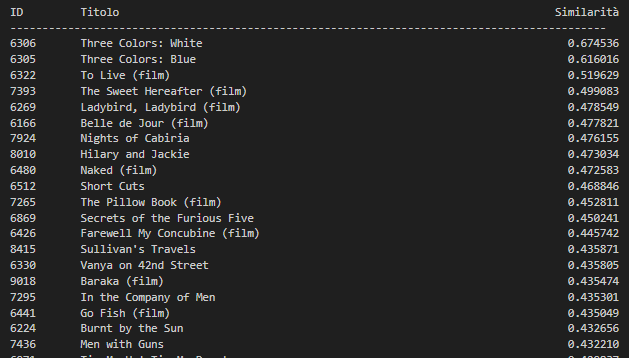 ID Titolo Similarità
--------------------------------------------------------------------------------------------
6306 Three Colors: White 0.674536
6305 Three Colors: Blue 0.616016
6322 To Live (film) 0.519629
7393 The Sweet Hereafter (film) 0.499083
6269 Ladybird, Ladybird (film) 0.478549
6166 Belle de Jour (film) 0.477821
7924 Nights of Cabiria 0.476155
8010 Hilary and Jackie 0.473034
6480 Naked (film) 0.472583
6512 Short Cuts 0.468846
7265 The Pillow Book (film) 0.452811
6869 Secrets of the Furious Five 0.450241
6426 Farewell My Concubine (film) 0.445742
8415 Sullivan's Travels 0.435871
6330 Vanya on 42nd Street 0.435805
9018 Baraka (film) 0.435474
7295 In the Company of Men 0.435301
6441 Go Fish (film) 0.435049
6224 Burnt by the Sun 0.432656
7436 Men with Guns 0.432210